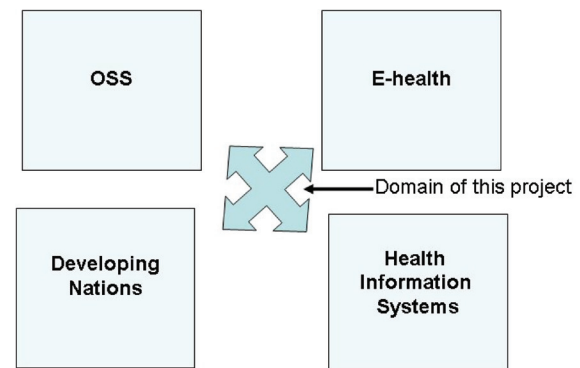 OSS
E-health
Domain of this project
Developing
Nations
Health
Information
Systems